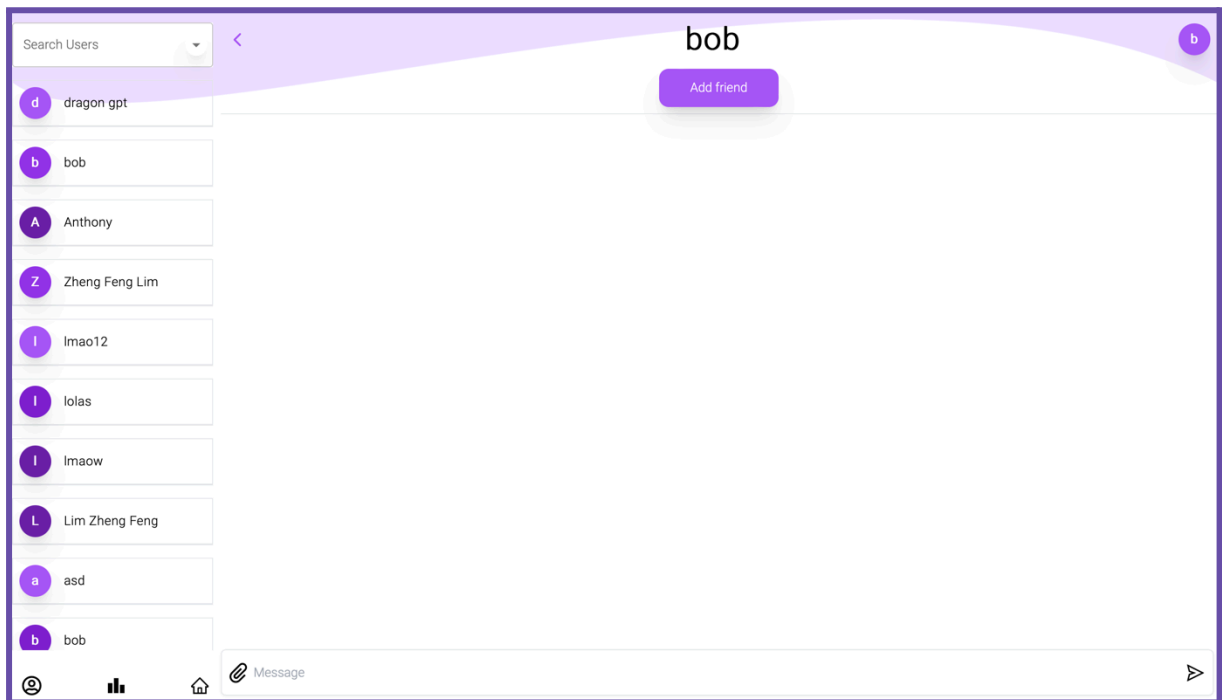 Search Users
d dragon gpt
b bob
A Anthony
Z Zheng Feng Lim
l lmao12
l lolas
l lmaow
L Lim Zheng Feng
a asd
b bob
bob
b
Add friend
Message